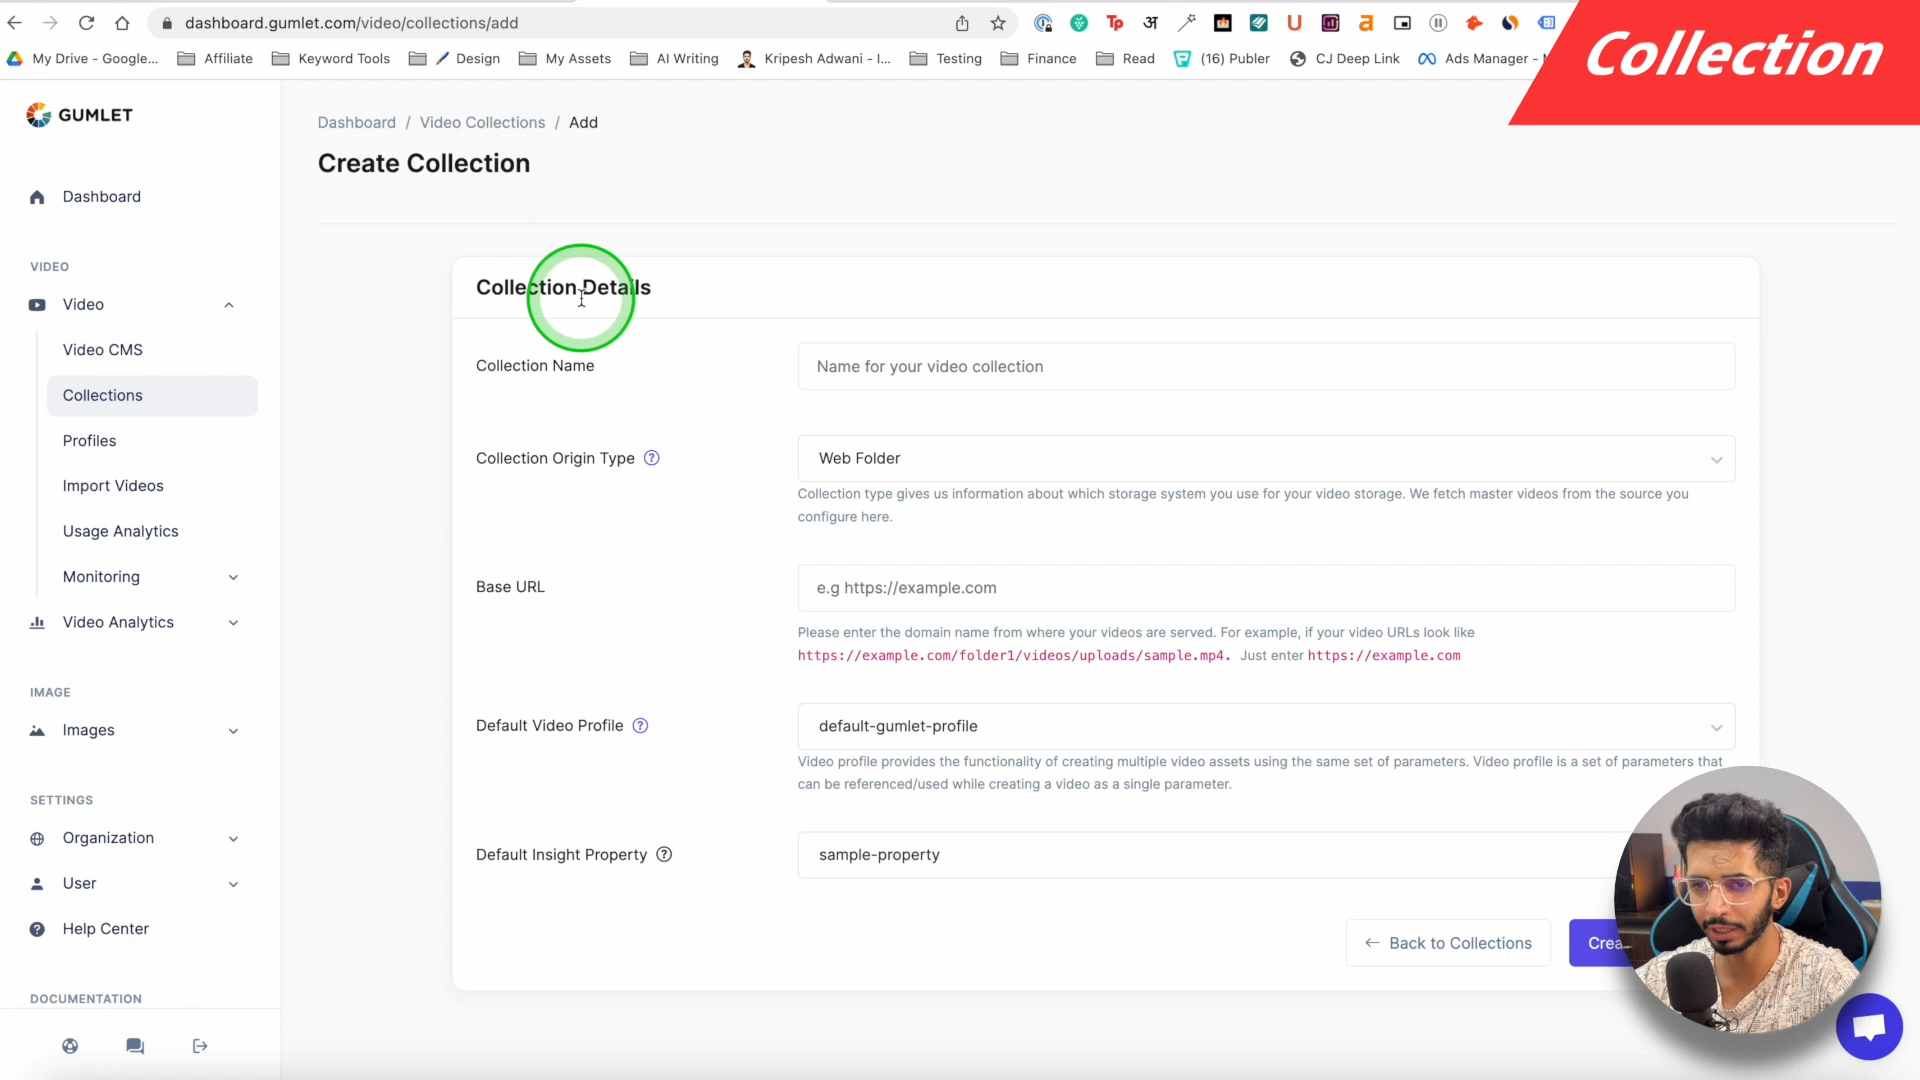 dashboard.gumlet.com/video/collections/add
My Drive - Google...
Affiliate
Keyword Tools
Design
My Assets
AI Writing
Kripesh Adwani - I...
Testing
Finance
Read
(16) Publer
CJ Deep Link
Ads Manager -
Collection
GUMLET
Dashboard
VIDEO
Video
Video CMS
Collections
Profiles
Import Videos
Usage Analytics
Monitoring
Video Analytics
IMAGE
Images
SETTINGS
Organization
User
Help Center
DOCUMENTATION
Dashboard / Video Collections / Add
Create Collection
Collection Details
Collection Name
Name for your video collection
Collection Origin Type ?
Web Folder
Collection type gives us information about which storage system you use for your video storage. We fetch master videos from the source you
configure here.
Base URL
e.g https://example.com
Please enter the domain name from where your videos are served. For example, if your video URLs look like
https://example.com/folder1/videos/uploads/sample.mp4. Just enter https://example.com
Default Video Profile ?
default-gumlet-profile
Video profile provides the functionality of creating multiple video assets using the same set of parameters. Video profile is a set of parameters that
can be referenced/used while creating a video as a single parameter.
Default Insight Property ?
sample-property
← Back to Collections
Crea